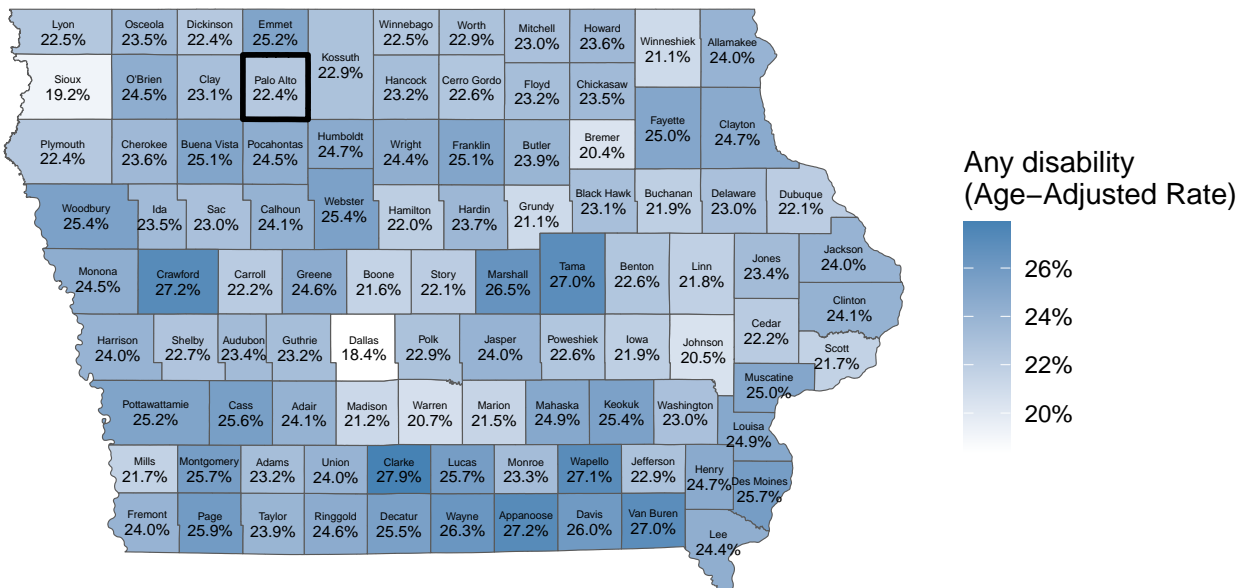 Lyon
22.5%
Osceola
23.5%
Dickinson
22.4%
Emmet
25.2%
Kossuth
22.9%
Winnebago
22.5%
Worth
22.9%
Mitchell
23.0%
Howard
23.6%
Winneshiek
21.1%
Allamakee
24.0%
Sioux
19.2%
O'Brien
24.5%
Clay
23.1%
Palo Alto
22.4%
Hancock
23.2%
Cerro Gordo
22.6%
Floyd
23.2%
Chickasaw
23.5%
Fayette
25.0%
Clayton
24.7%
Plymouth
22.4%
Cherokee
23.6%
Buena Vista
25.1%
Pocahontas
24.5%
Humboldt
24.7%
Wright
24.4%
Franklin
25.1%
Butler
23.9%
Bremer
20.4%
Woodbury
25.4%
Ida
23.5%
Sac
23.0%
Calhoun
24.1%
Webster
25.4%
Hamilton
22.0%
Hardin
23.7%
Grundy
21.1%
Black Hawk
23.1%
Buchanan
21.9%
Delaware
23.0%
Dubuque
22.1%
Monona
24.5%
Crawford
27.2%
Carroll
22.2%
Greene
24.6%
Boone
21.6%
Story
22.1%
Marshall
26.5%
Tama
27.0%
Benton
22.6%
Linn
21.8%
Jones
23.4%
Jackson
24.0%
Clinton
24.1%
Harrison
24.0%
Shelby
22.7%
Audubon
23.4%
Guthrie
23.2%
Dallas
18.4%
Polk
22.9%
Jasper
24.0%
Poweshiek
22.6%
Iowa
21.9%
Johnson
20.5%
Cedar
22.2%
Scott
21.7%
Muscatine
25.0%
Pottawattamie
25.2%
Cass
25.6%
Adair
24.1%
Madison
21.2%
Warren
20.7%
Marion
21.5%
Mahaska
24.9%
Keokuk
25.4%
Washington
23.0%
Louisa
24.9%
Mills
21.7%
Montgomery
25.7%
Adams
23.2%
Union
24.0%
Clarke
27.9%
Lucas
25.7%
Monroe
23.3%
Wapello
27.1%
Jefferson
22.9%
Henry
24.7%
Des Moines
25.7%
Fremont
24.0%
Page
25.9%
Taylor
23.9%
Ringgold
24.6%
Decatur
25.5%
Wayne
26.3%
Appanoose
27.2%
Davis
26.0%
Van Buren
27.0%
Lee
24.4%
Any disability
(Age−Adjusted Rate)
26%
24%
22%
20%